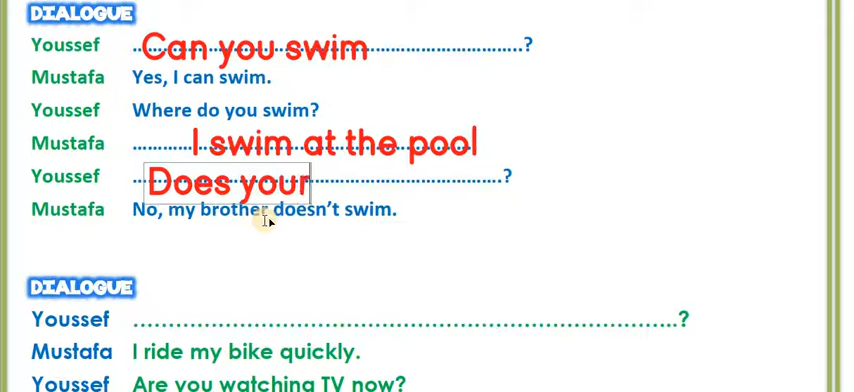 DIALOGUE
Youssef ........Can you swim........?
Mustafa Yes, I can swim.
Youssef Where do you swim?
Mustafa ........I swim at the pool
Youssef ........Does your........?
Mustafa No, my brother doesn't swim.
DIALOGUE
Youssef ................................................?
Mustafa I ride my bike quickly.
Youssef Are you watching TV now?